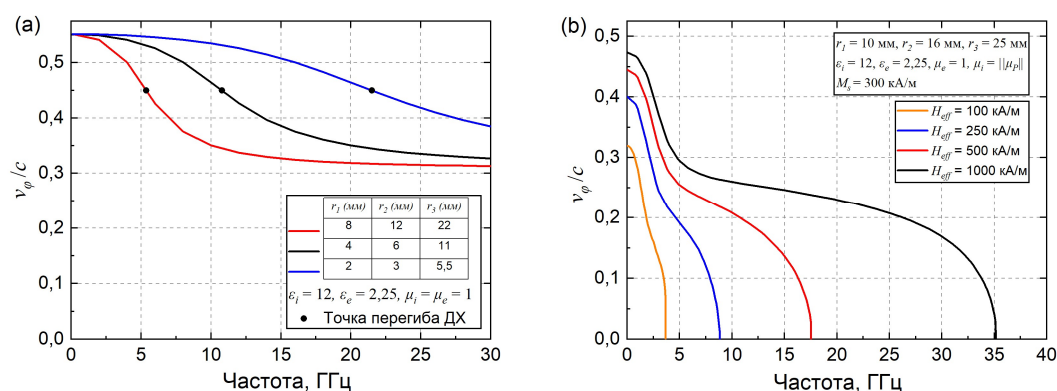 (a)
0,5
0,4
0,3
0,2
0,1
0,0
vφ/c
0 5 10 15 20 25 30
Частота, ГГц
r1 (мм) r2 (мм) r3 (мм)
8 12 22
4 6 11
2 3 5,5
εi = 12, εe = 2,25, μi = μe = 1
Точка перегиба ДХ
(b)
0,5
0,4
0,3
0,2
0,1
0,0
vφ/c
0 5 10 15 20 25 30 35 40
Частота, ГГц
r1 = 10 мм, r2 = 16 мм, r3 = 25 мм
εi = 12, εe = 2,25, μe = 1, μi = ||μP||
Ms = 300 кА/м
Heff = 100 кА/м
Heff = 250 кА/м
Heff = 500 кА/м
Heff = 1000 кА/м